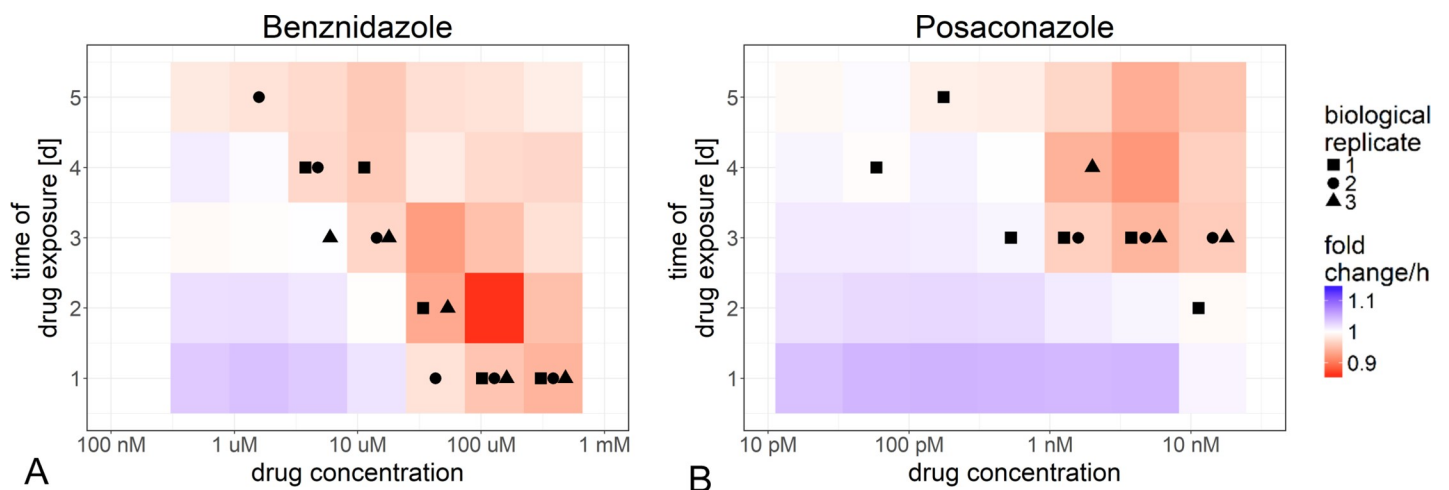 Benznidazole
time of
drug exposure [d]
5
4
3
2
1
100 nM
1 uM
10 uM
100 uM
1 mM
drug concentration
A
Posaconazole
time of
drug exposure [d]
5
4
3
2
1
10 pM
100 pM
1 nM
10 nM
drug concentration
B
biological
replicate
1
2
3
fold
change/h
1.1
1
0.9